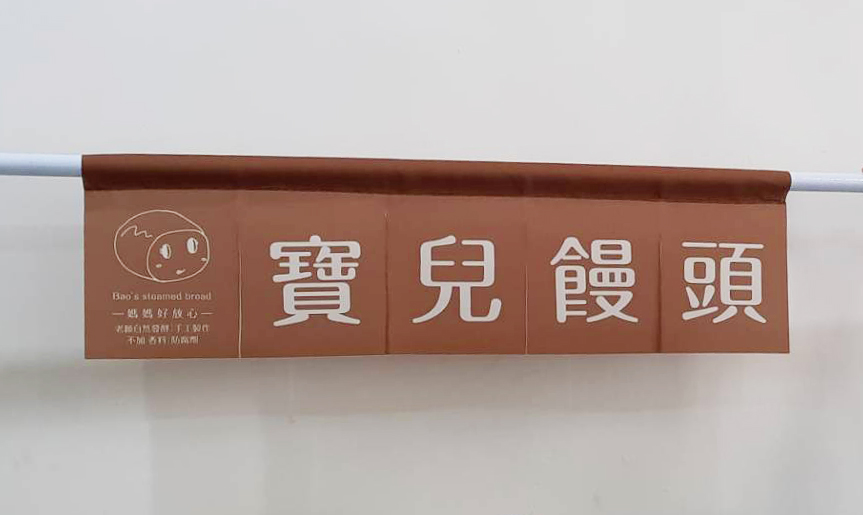 寶兒饅頭
Bao's steamed bread
媽媽好放心
老麵自然發酵 手工製作
不加 香料 防腐劑